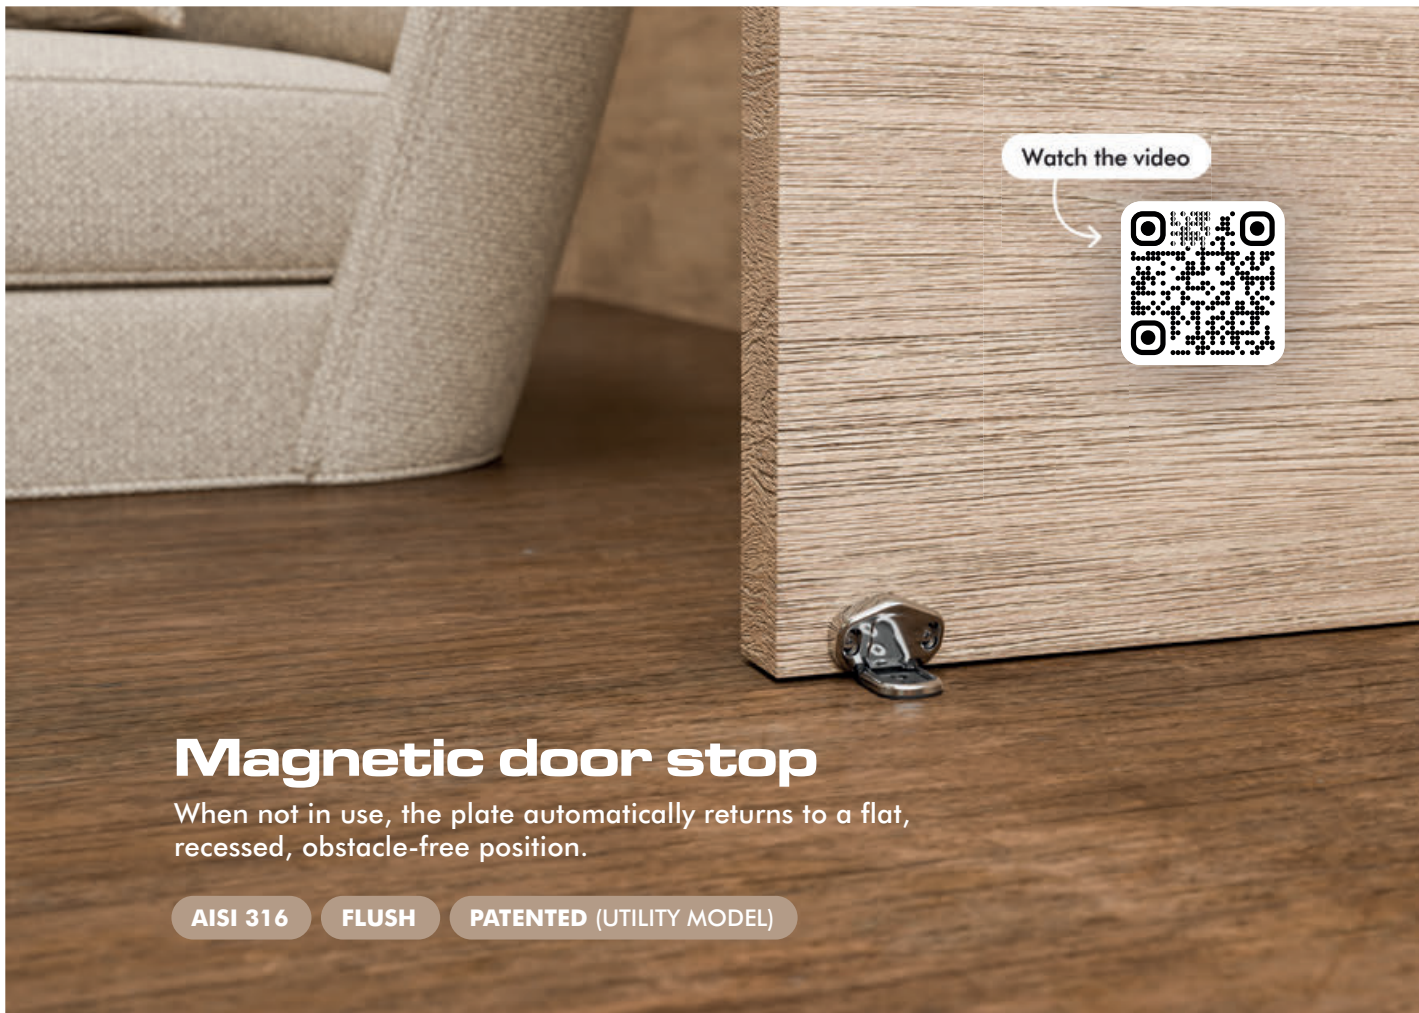 Watch the video
Magnetic door stop
When not in use, the plate automatically returns to a flat,
recessed, obstacle-free position.
AISI 316
FLUSH
PATENTED (UTILITY MODEL)